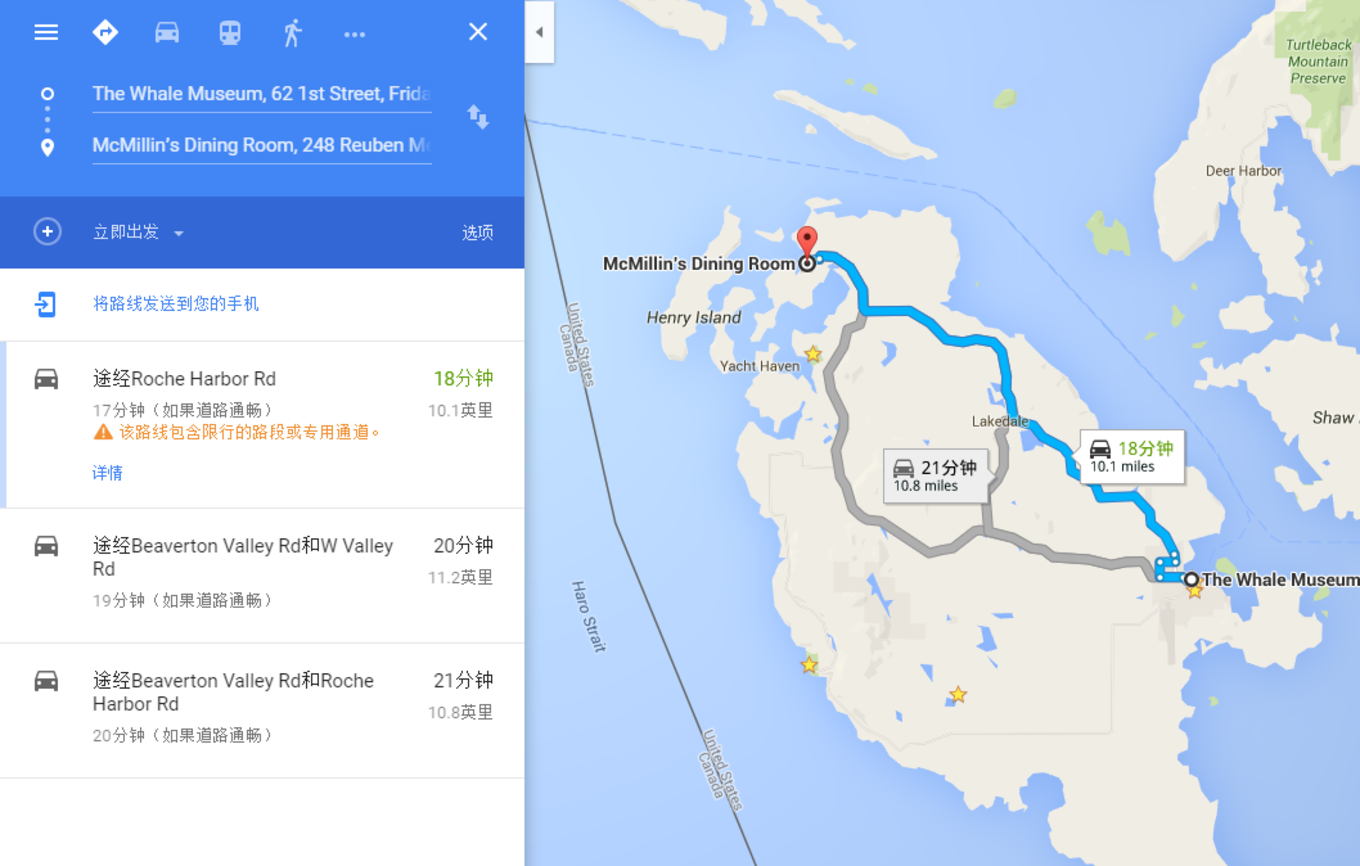 The Whale Museum, 62 1st Street, Frida
McMillin's Dining Room, 248 Reuben M
立即出发
选项
将路线发送到您的手机
途经Roche Harbor Rd
18分钟
17分钟（如果道路通畅）
10.1英里
该路线包含限行的路段或专用通道。
详情
途经Beaverton Valley Rd和W Valley
Rd
20分钟
11.2英里
19分钟（如果道路通畅）
途经Beaverton Valley Rd和Roche
Harbor Rd
21分钟
10.8英里
20分钟（如果道路通畅）
Turtleback
Mountain
Preserve
Deer Harbor
McMillin's Dining Room
Henry Island
United States
Canada
Yacht Haven
Lakedale
Shaw
18分钟
10.1 miles
21分钟
10.8 miles
The Whale Museum
Haro Strait
United States
Canada